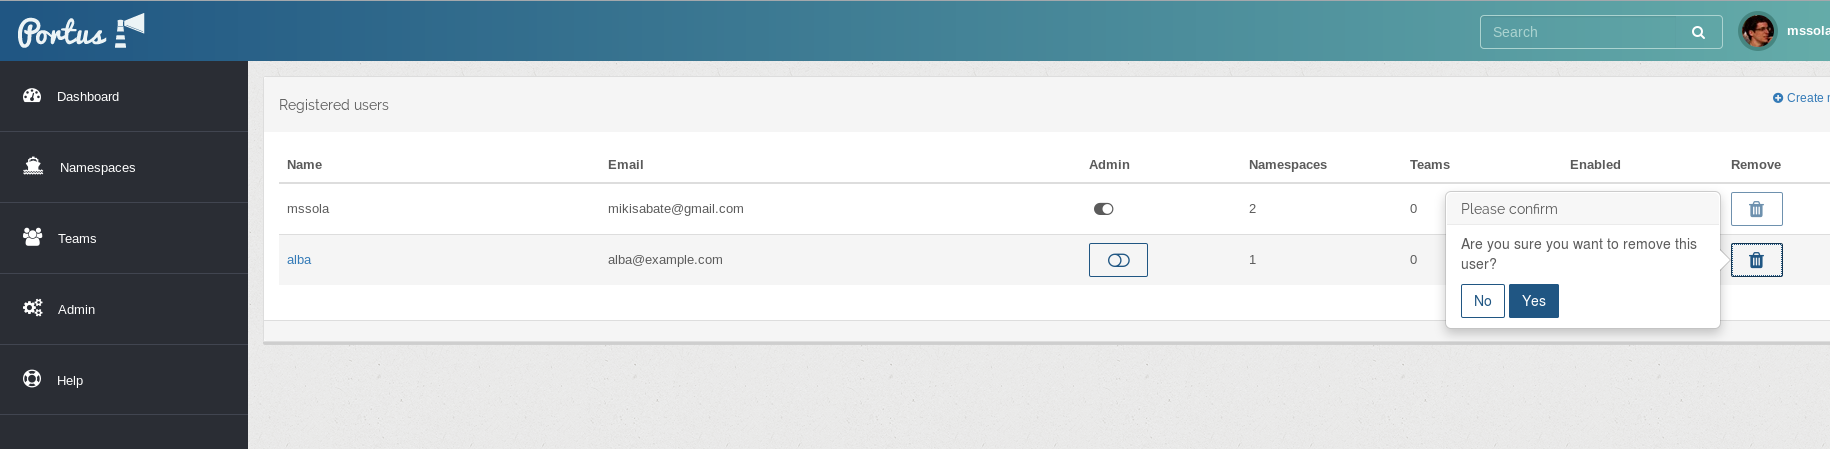 Portus
Search
mssola
Dashboard
Namespaces
Teams
Admin
Help
Registered users
Create
Name Email Admin Namespaces Teams Enabled Remove
mssola mikisabate@gmail.com 2 0
alba alba@example.com 1 0
Please confirm
Are you sure you want to remove this
user?
No Yes